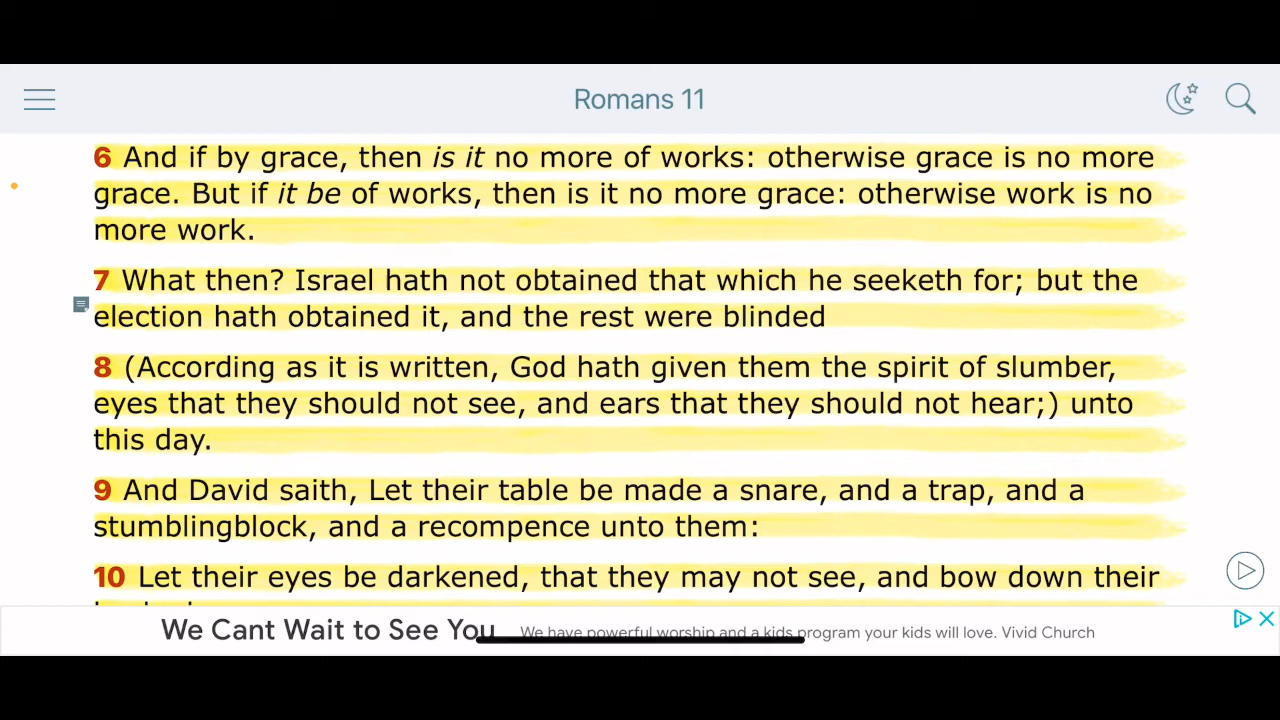 Romans 11
6 And if by grace, then is it no more of works: otherwise grace is no more
grace. But if it be of works, then is it no more grace: otherwise work is no
more work.
7 What then? Israel hath not obtained that which he seeketh for; but the
election hath obtained it, and the rest were blinded
8 (According as it is written, God hath given them the spirit of slumber,
eyes that they should not see, and ears that they should not hear;) unto
this day.
9 And David saith, Let their table be made a snare, and a trap, and a
stumblingblock, and a recompence unto them:
10 Let their eyes be darkened, that they may not see, and bow down their
We Cant Wait to See You
We have powerful worship and a kids program your kids will love. Vivid Church